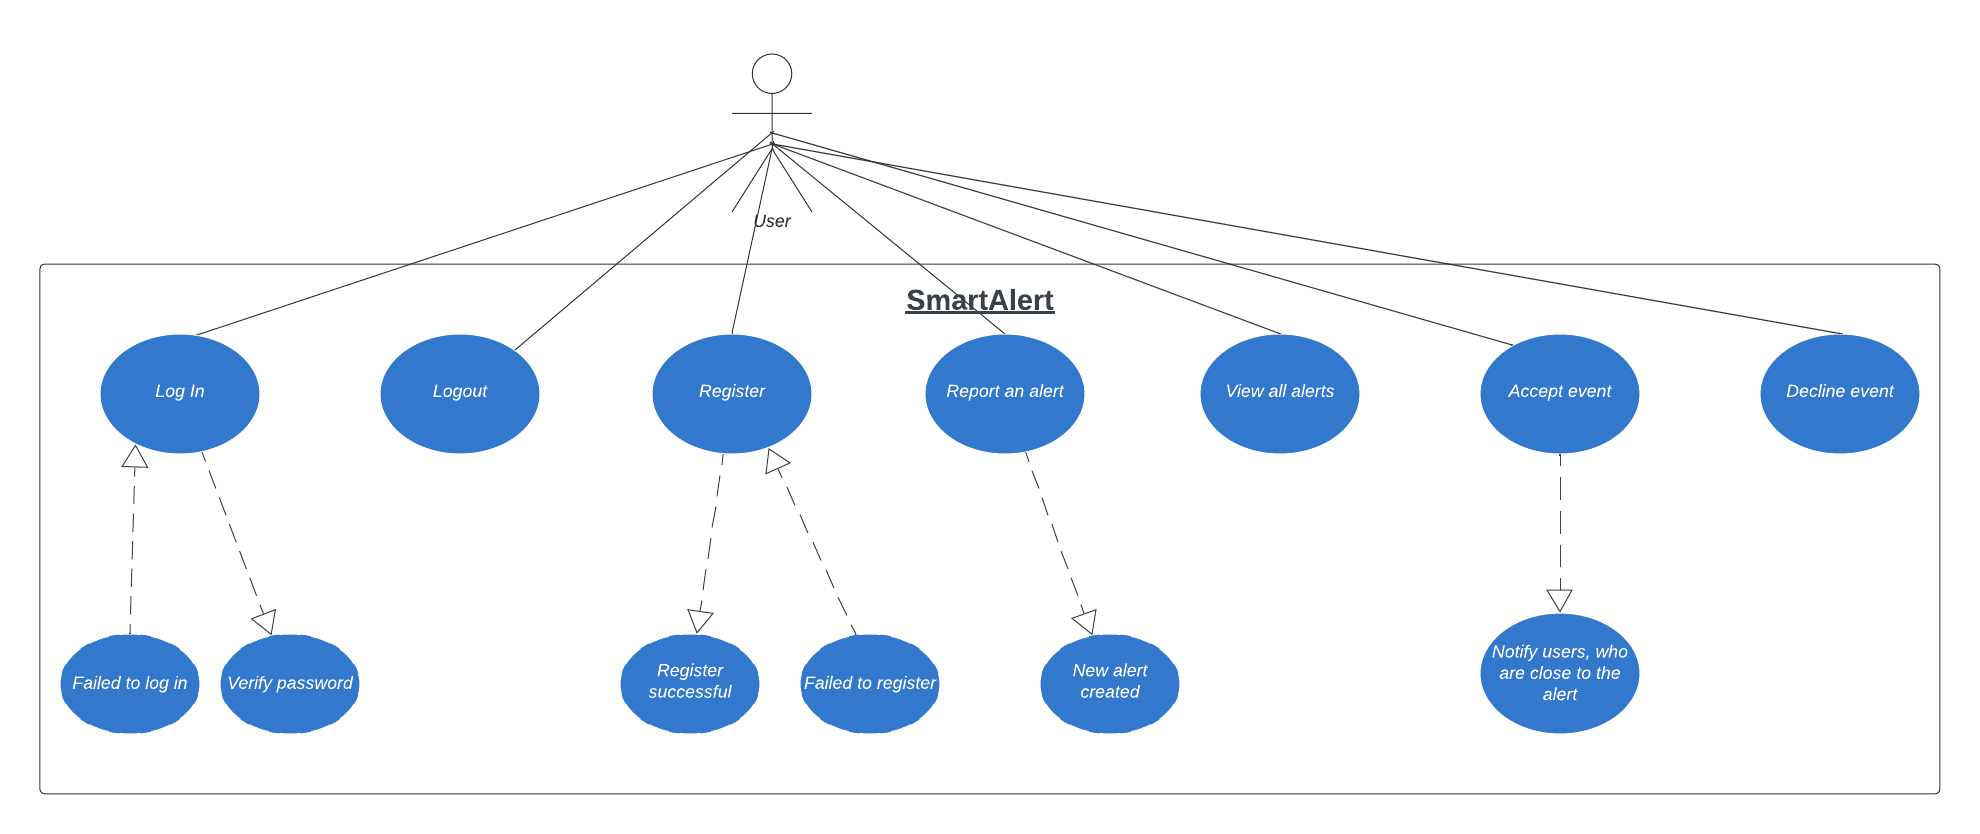 User
SmartAlert
Log In
Logout
Register
Report an alert
View all alerts
Accept event
Decline event
Failed to log in
Verify password
Register
successful
Failed to register
New alert
created
Notify users, who
are close to the
alert